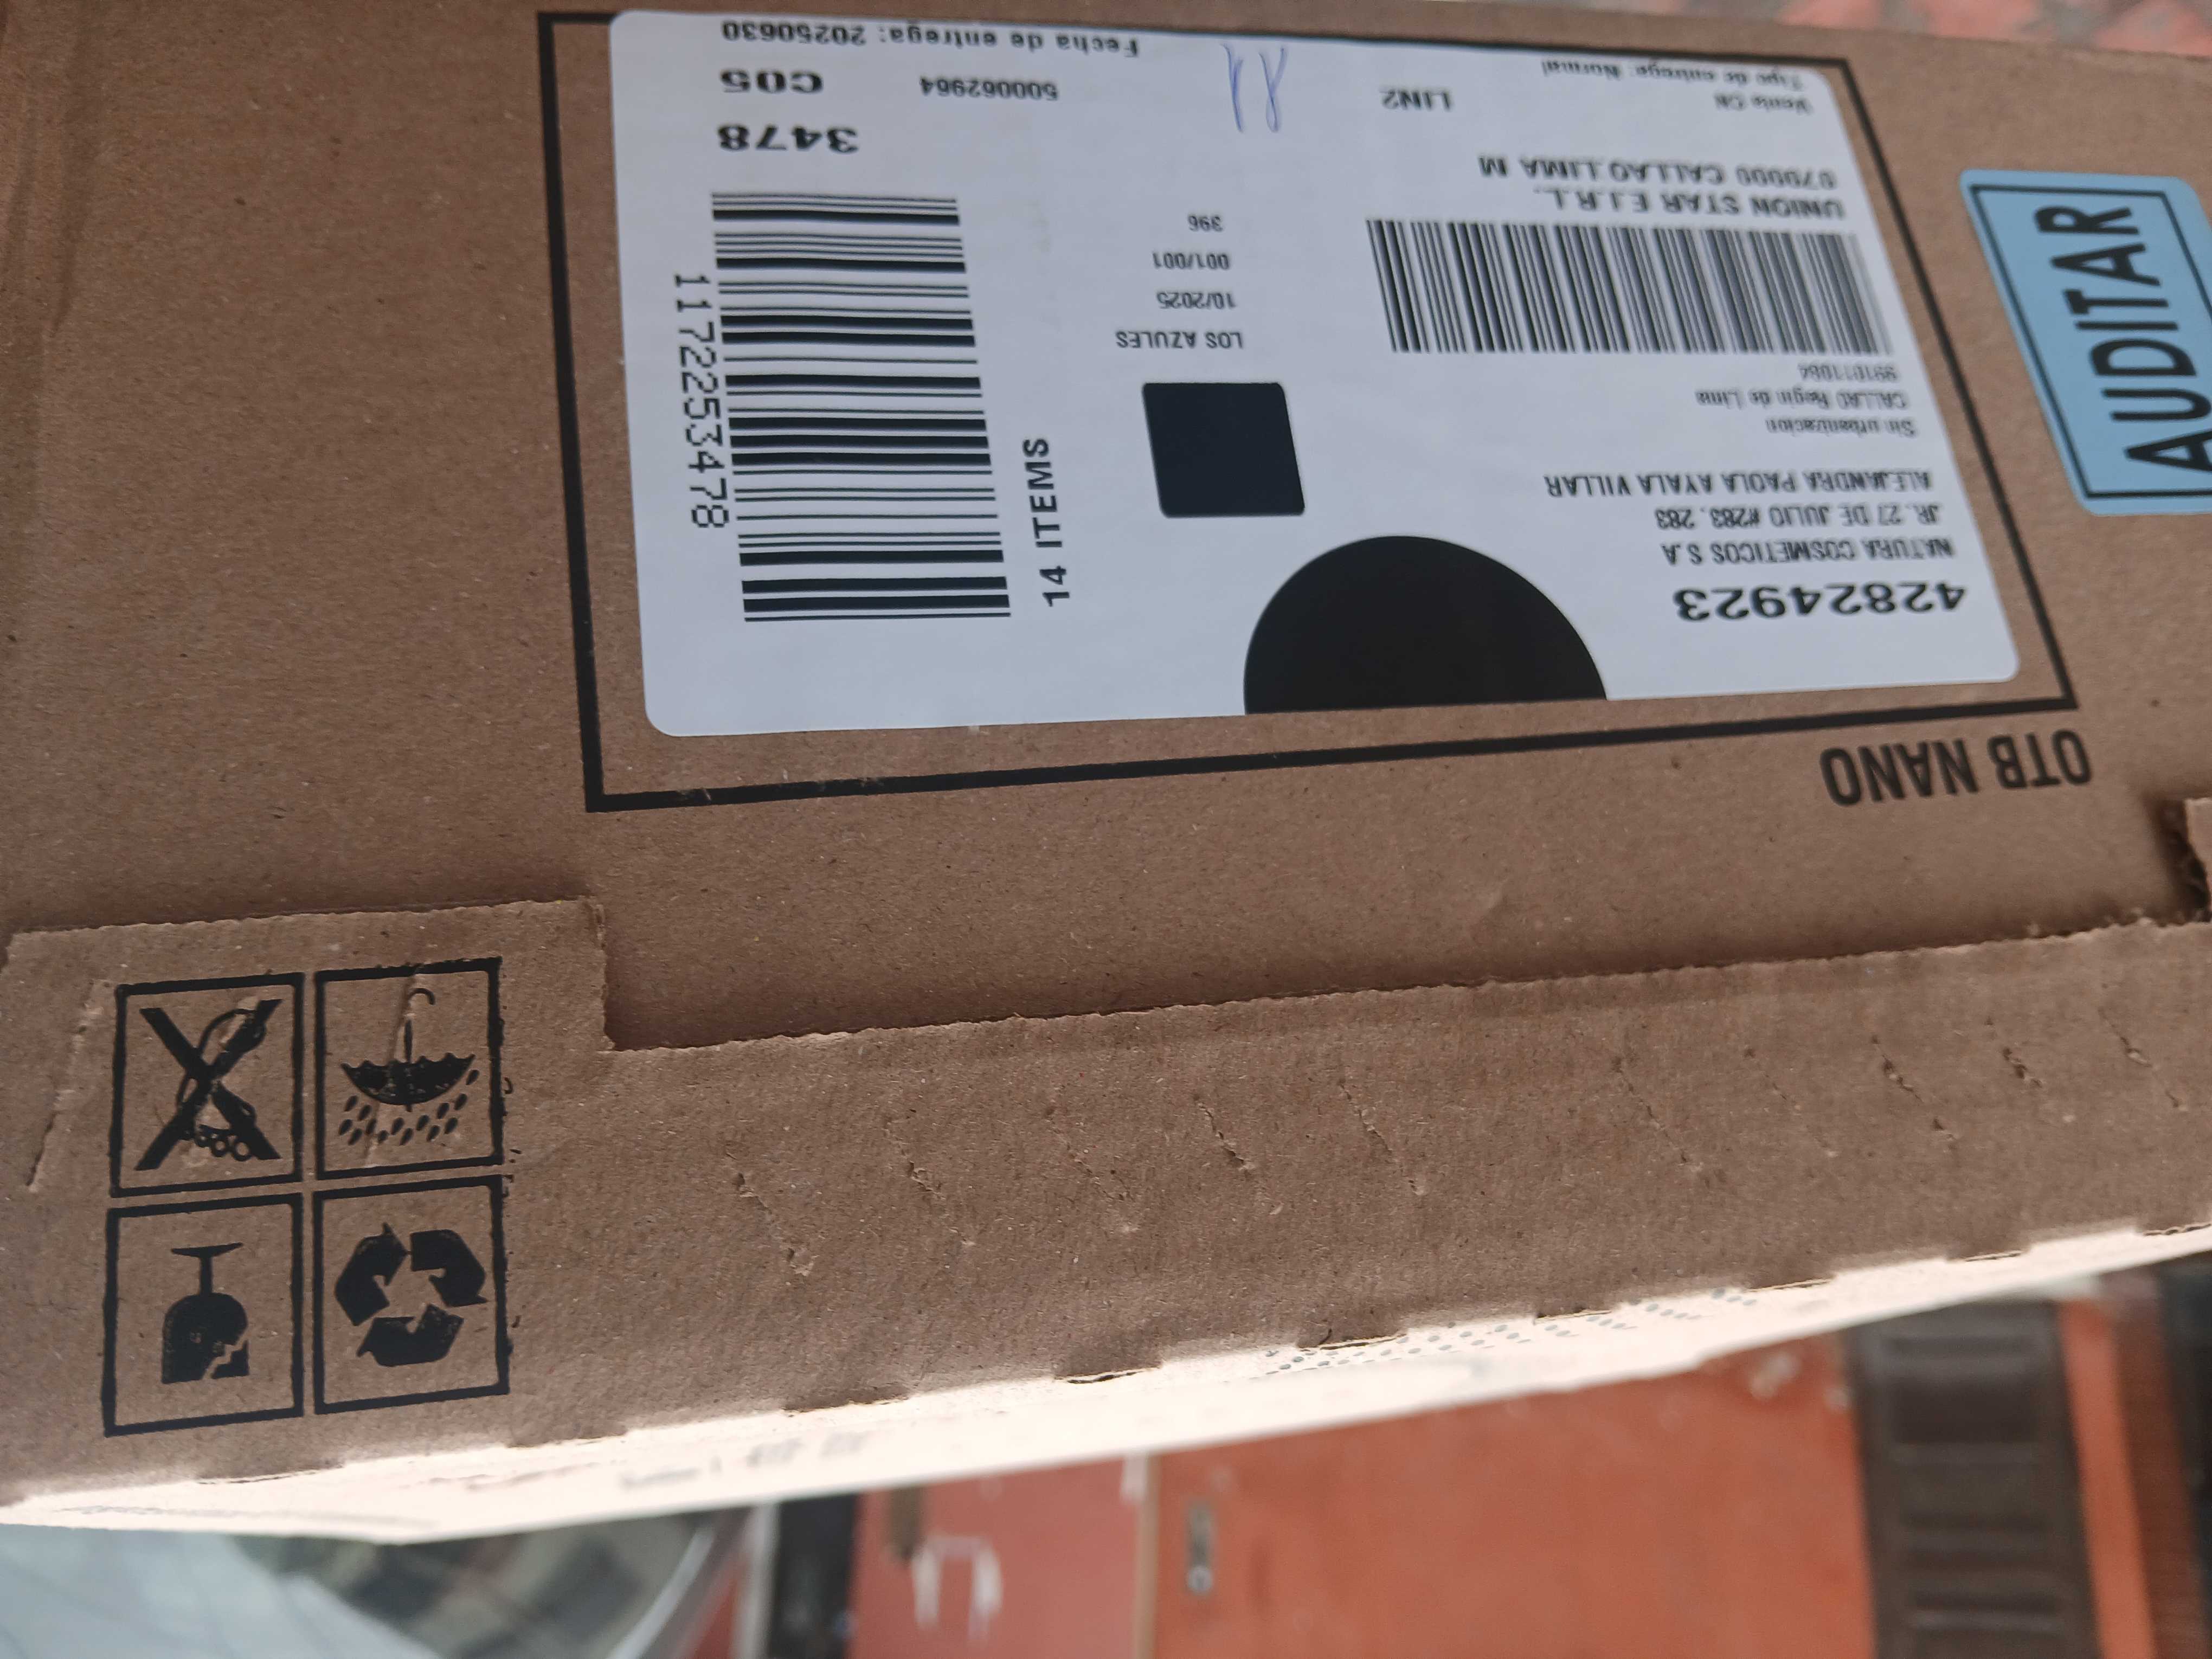 42824923
NATURA COSMETICOS S.A
JR. 27 DE JULIO #283. 283
ALEJANDRA PAOLA AYALA VILLAR
Sin urbanizacion
CALLAO Regin de Lima
991011084
UNION STAR E.I.R.L.
070000 CALLAO.LIMA M
Venta CN
LIN2
Tipo de entrega: Normal
LOS AZULES
10/2025
001/001
396
14 ITEMS
1172253478
3478
500062964
C05
Fecha de entrega: 20250630
AUDITAR
OTB NANO